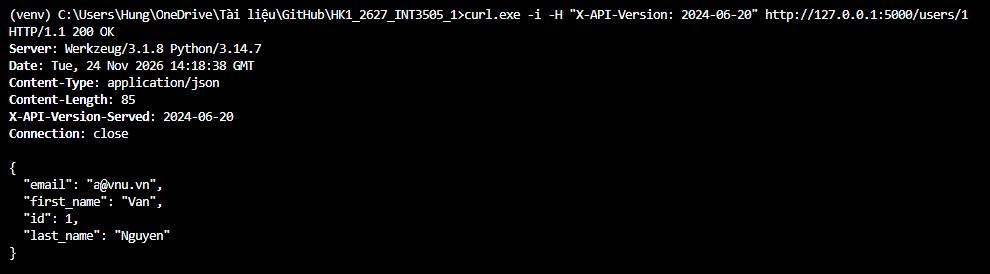 (venv) C:\Users\Hung\OneDrive\Tài liệu\GitHub\HK1_2627_INT3505_1>curl.exe -i -H "X-API-Version: 2024-06-20" http://127.0.0.1:5000/users/1
HTTP/1.1 200 OK
Server: Werkzeug/3.1.8 Python/3.14.7
Date: Tue, 24 Nov 2026 14:18:38 GMT
Content-Type: application/json
Content-Length: 85
X-API-Version-Served: 2024-06-20
Connection: close

{
  "email": "a@vnu.vn",
  "first_name": "Van",
  "id": 1,
  "last_name": "Nguyen"
}